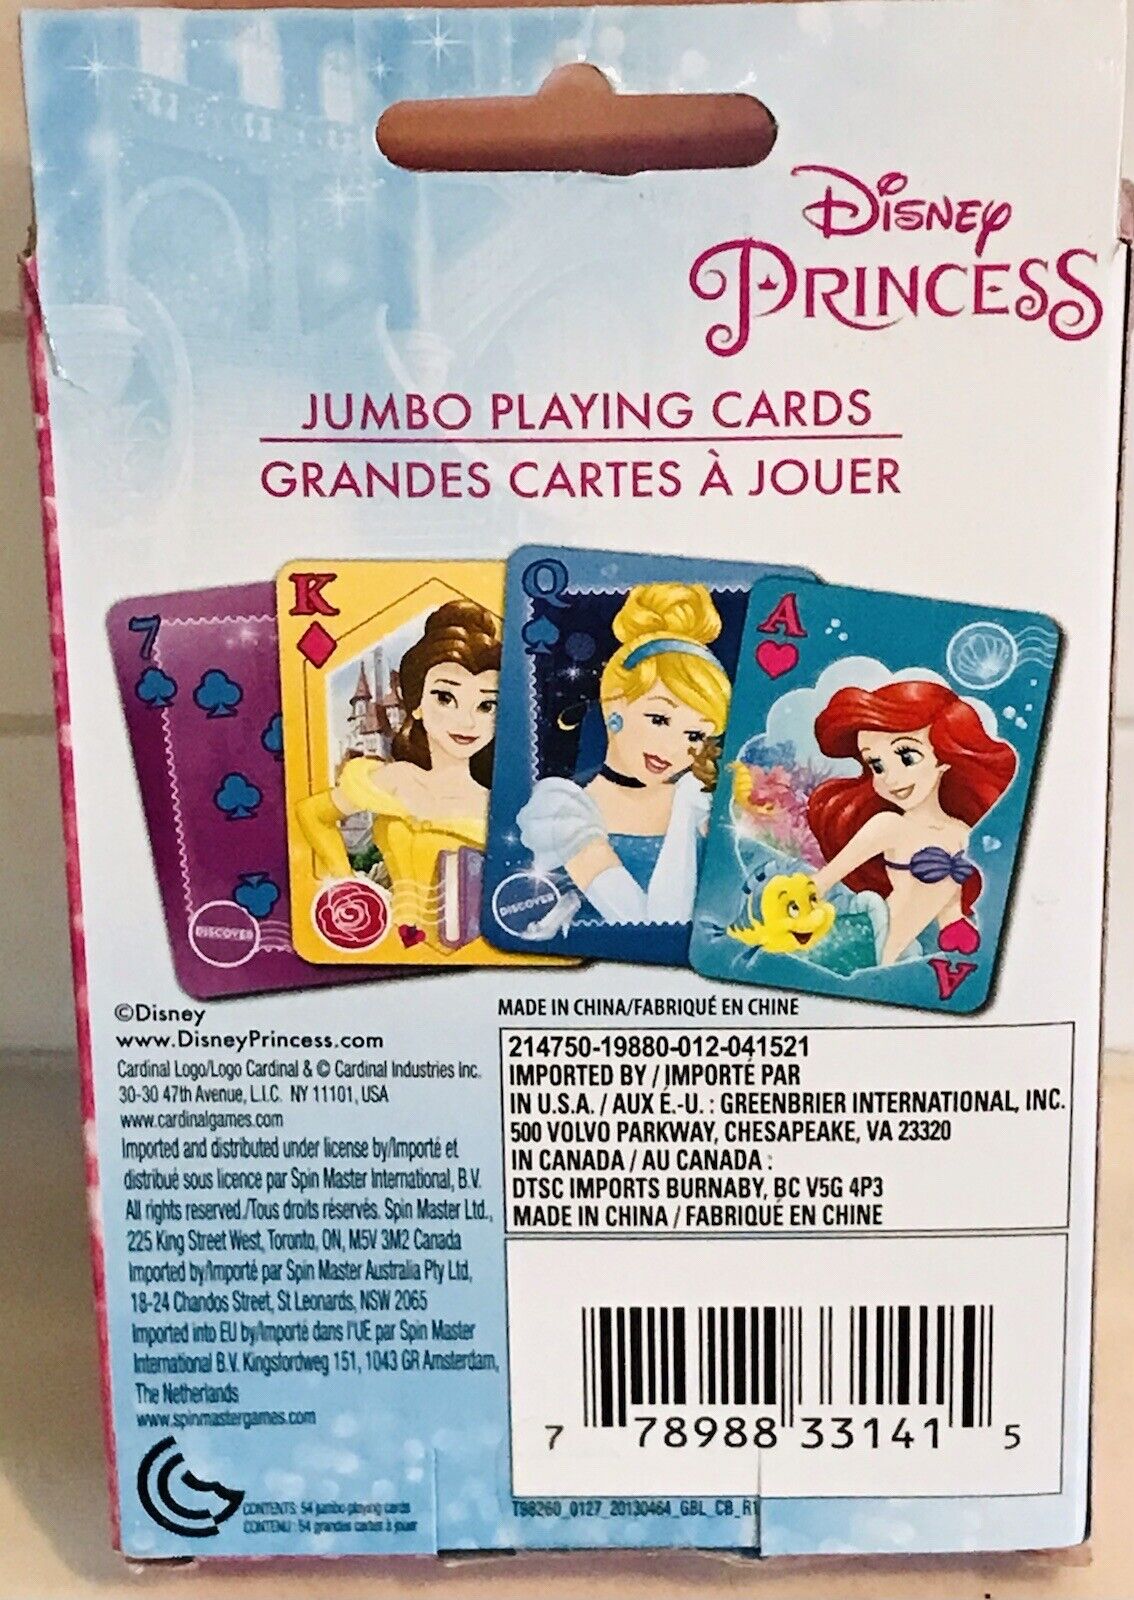 Disney
PRINCESS
JUMBO PLAYING CARDS
GRANDES CARTES À JOUER
7
K
Q
A
DISCOVER
DISCOVER
A
©Disney
www.DisneyPrincess.com
Cardinal Logo/Logo Cardinal & © Cardinal Industries Inc.
30-30 47th Avenue, L.I.C. NY 11101, USA
www.cardinalgames.com
Imported and distributed under license by/Importé et
distribué sous licence par Spin Master International, B.V.
All rights reserved./Tous droits réservés. Spin Master Ltd.,
225 King Street West, Toronto, ON, M5V 3M2 Canada
Imported by/Importé par Spin Master Australia Pty Ltd,
18-24 Chandos Street, St Leonards, NSW 2065
Imported into EU by/Importé dans l'UE par Spin Master
International B.V. Kingsfordweg 151, 1043 GR Amsterdam,
The Netherlands
www.spinmastergames.com
CONTENTS: 54 jumbo playing cards
CONTENU : 54 grandes cartes à jouer
MADE IN CHINA/FABRIQUÉ EN CHINE
214750-19880-012-041521
IMPORTED BY / IMPORTÉ PAR
IN U.S.A. / AUX É.-U. : GREENBRIER INTERNATIONAL, INC.
500 VOLVO PARKWAY, CHESAPEAKE, VA 23320
IN CANADA / AU CANADA :
DTSC IMPORTS BURNABY, BC V5G 4P3
MADE IN CHINA / FABRIQUÉ EN CHINE
7 78988 33141 5
T98260_0127_20130464_GBL_CB_R1